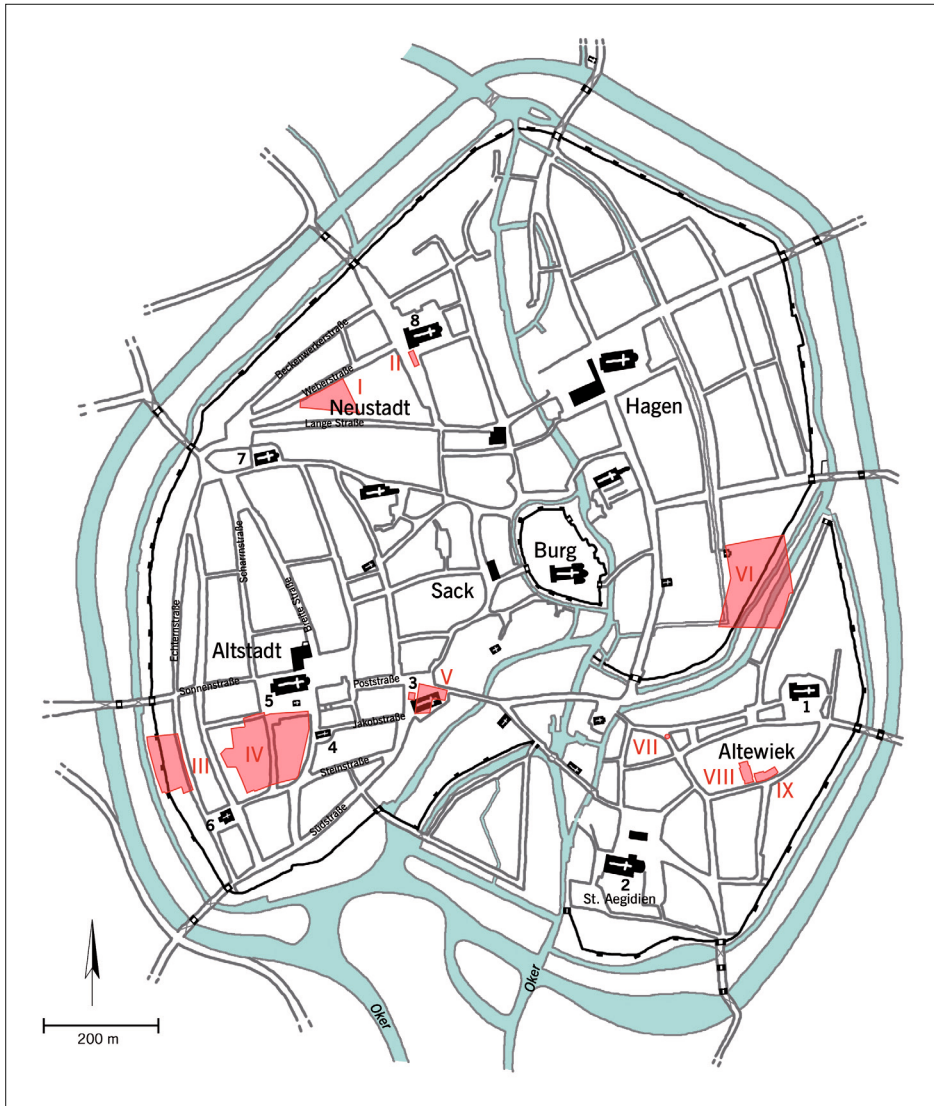 8
Beckenwerkerstraße
II
Weberstraße
I
Neustadt
Lange Straße
Hagen
7
Burg
VI
Scharrnstraße
Sack
Echternstraße
Breite Straße
Altstadt
Sonnenstraße
Poststraße
3
V
5
1
Jakobstraße
4
VII
Altewiek
III
IV
Steinstraße
VIII
IX
6
Südstraße
2
St. Aegidien
Oker
Oker
200 m